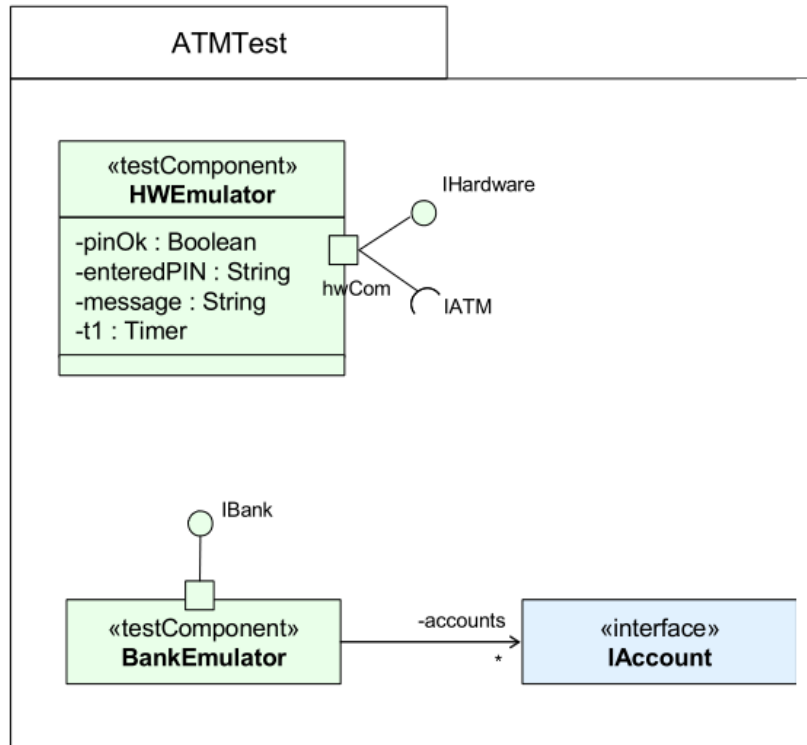 ATMTest
«testComponent»
HWEmulator
-pinOk : Boolean
-enteredPIN : String
-message : String
-t1 : Timer
hwCom
IHardware
IATM
IBank
«testComponent»
BankEmulator
-accounts
*
«interface»
IAccount